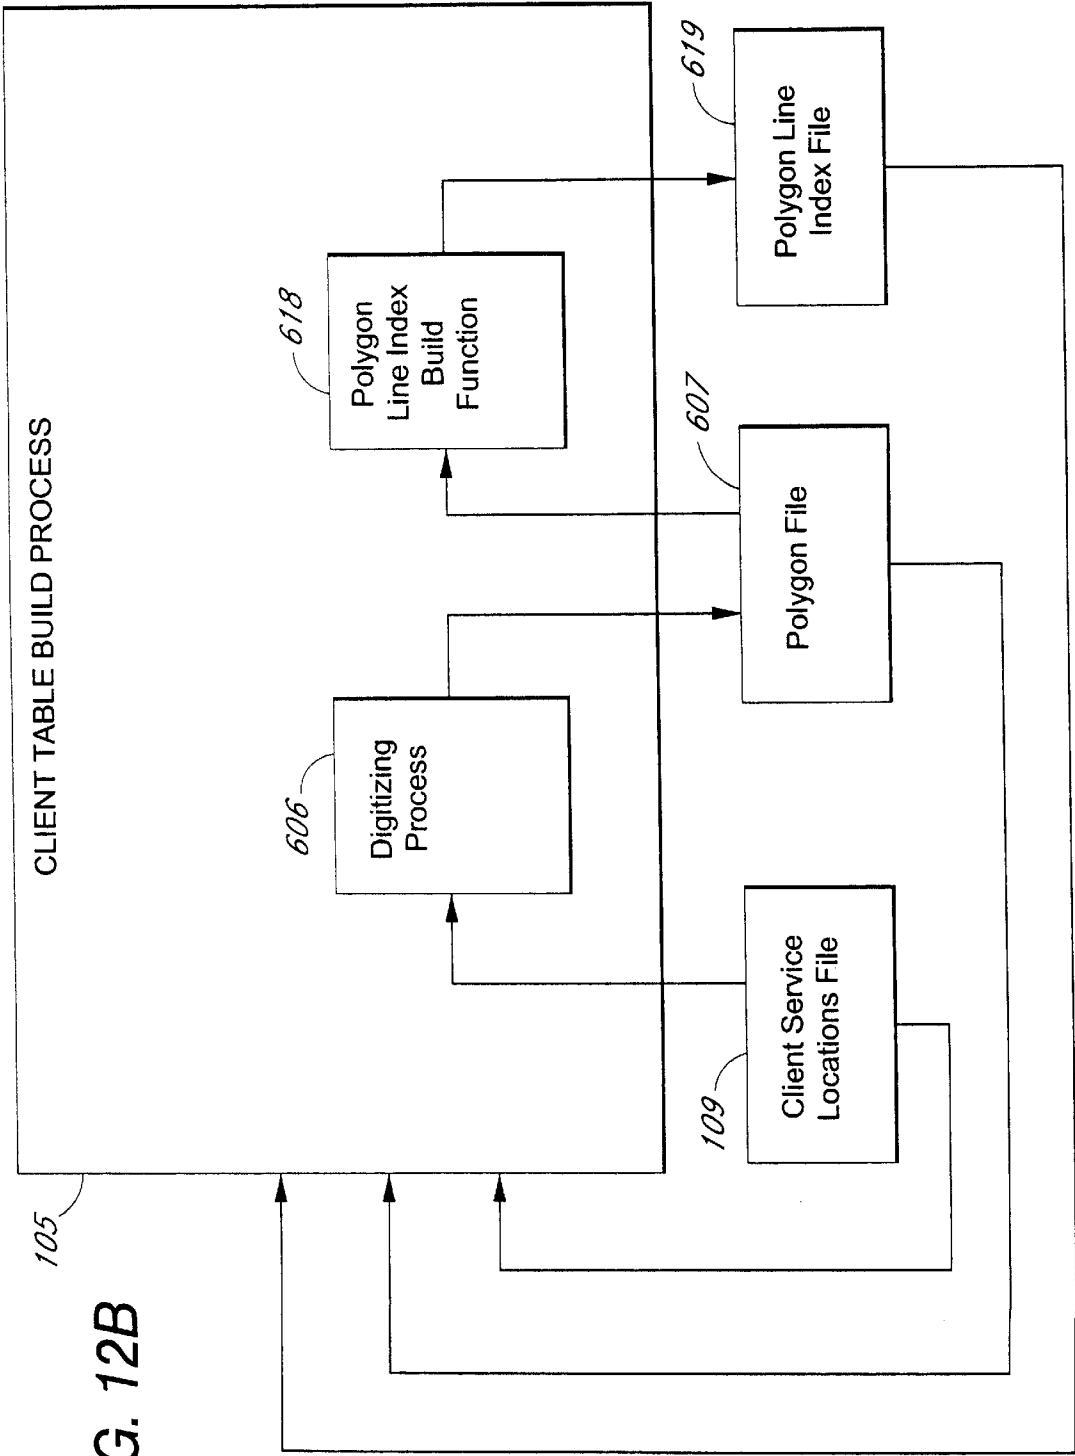 G. 12B
105
CLIENT TABLE BUILD PROCESS
606
Digitizing
Process
618
Polygon
Line Index
Build
Function
109
Client Service
Locations File
607
Polygon File
619
Polygon Line
Index File